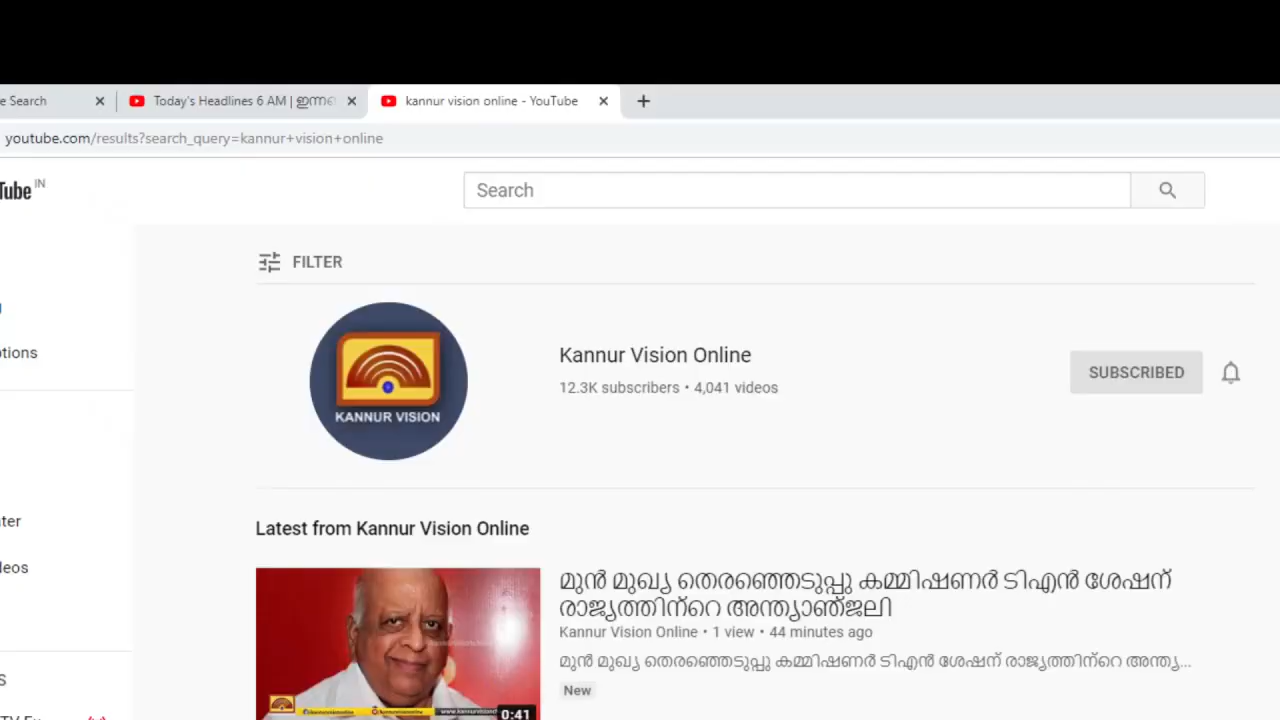 e Search
Today's Headlines 6 AM |
kannur vision online - YouTube
youtube.com/results?search_query=kannur+vision+online
Tube IN
Search
FILTER
KANNUR VISION
Kannur Vision Online
12.3K subscribers • 4,041 videos
SUBSCRIBED
ptions
Latest from Kannur Vision Online
മുൻ മുഖ്യ തെരഞ്ഞെടുപ്പു കമ്മിഷണർ ടിഎൻ ശേഷന്
രാജ്യത്തിന്റെ അന്ത്യാഞ്ജലി
Kannur Vision Online • 1 view • 44 minutes ago
മുൻ മുഖ്യ തെരഞ്ഞെടുപ്പു കമ്മിഷണർ ടിഎൻ ശേഷന് രാജ്യത്തിന്റെ അന്ത്യ...
New
0:41
ater
deos
S